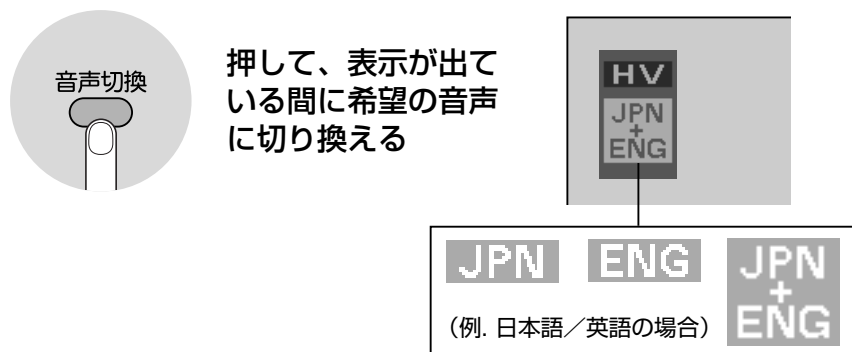 音声切換
押して、表示が出て
いる間に希望の音声
に切り換える
HV
JPN
+
ENG
JPN ENG JPN
+
ENG
（例. 日本語／英語の場合）